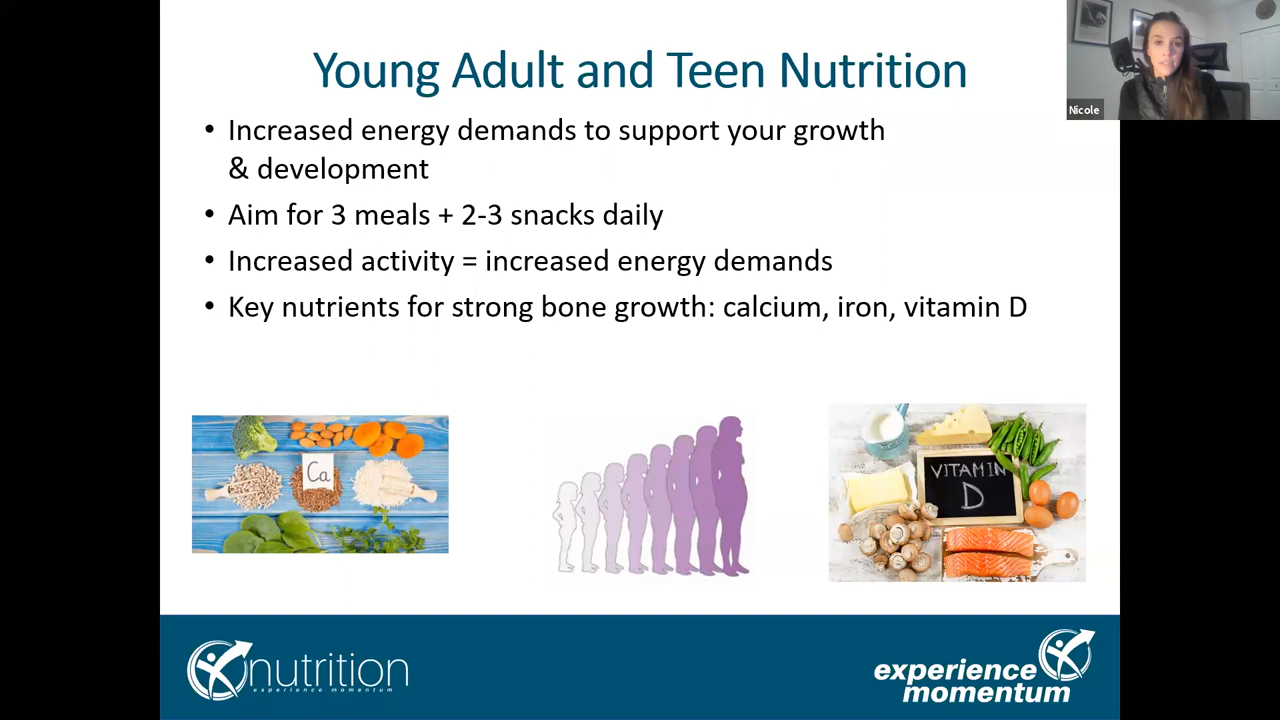 Young Adult and Teen Nutrition
Nicole
• Increased energy demands to support your growth
& development
• Aim for 3 meals + 2-3 snacks daily
• Increased activity = increased energy demands
• Key nutrients for strong bone growth: calcium, iron, vitamin D
Ca
VITAMIN
D
nutrition
experience momentum
experience
momentum